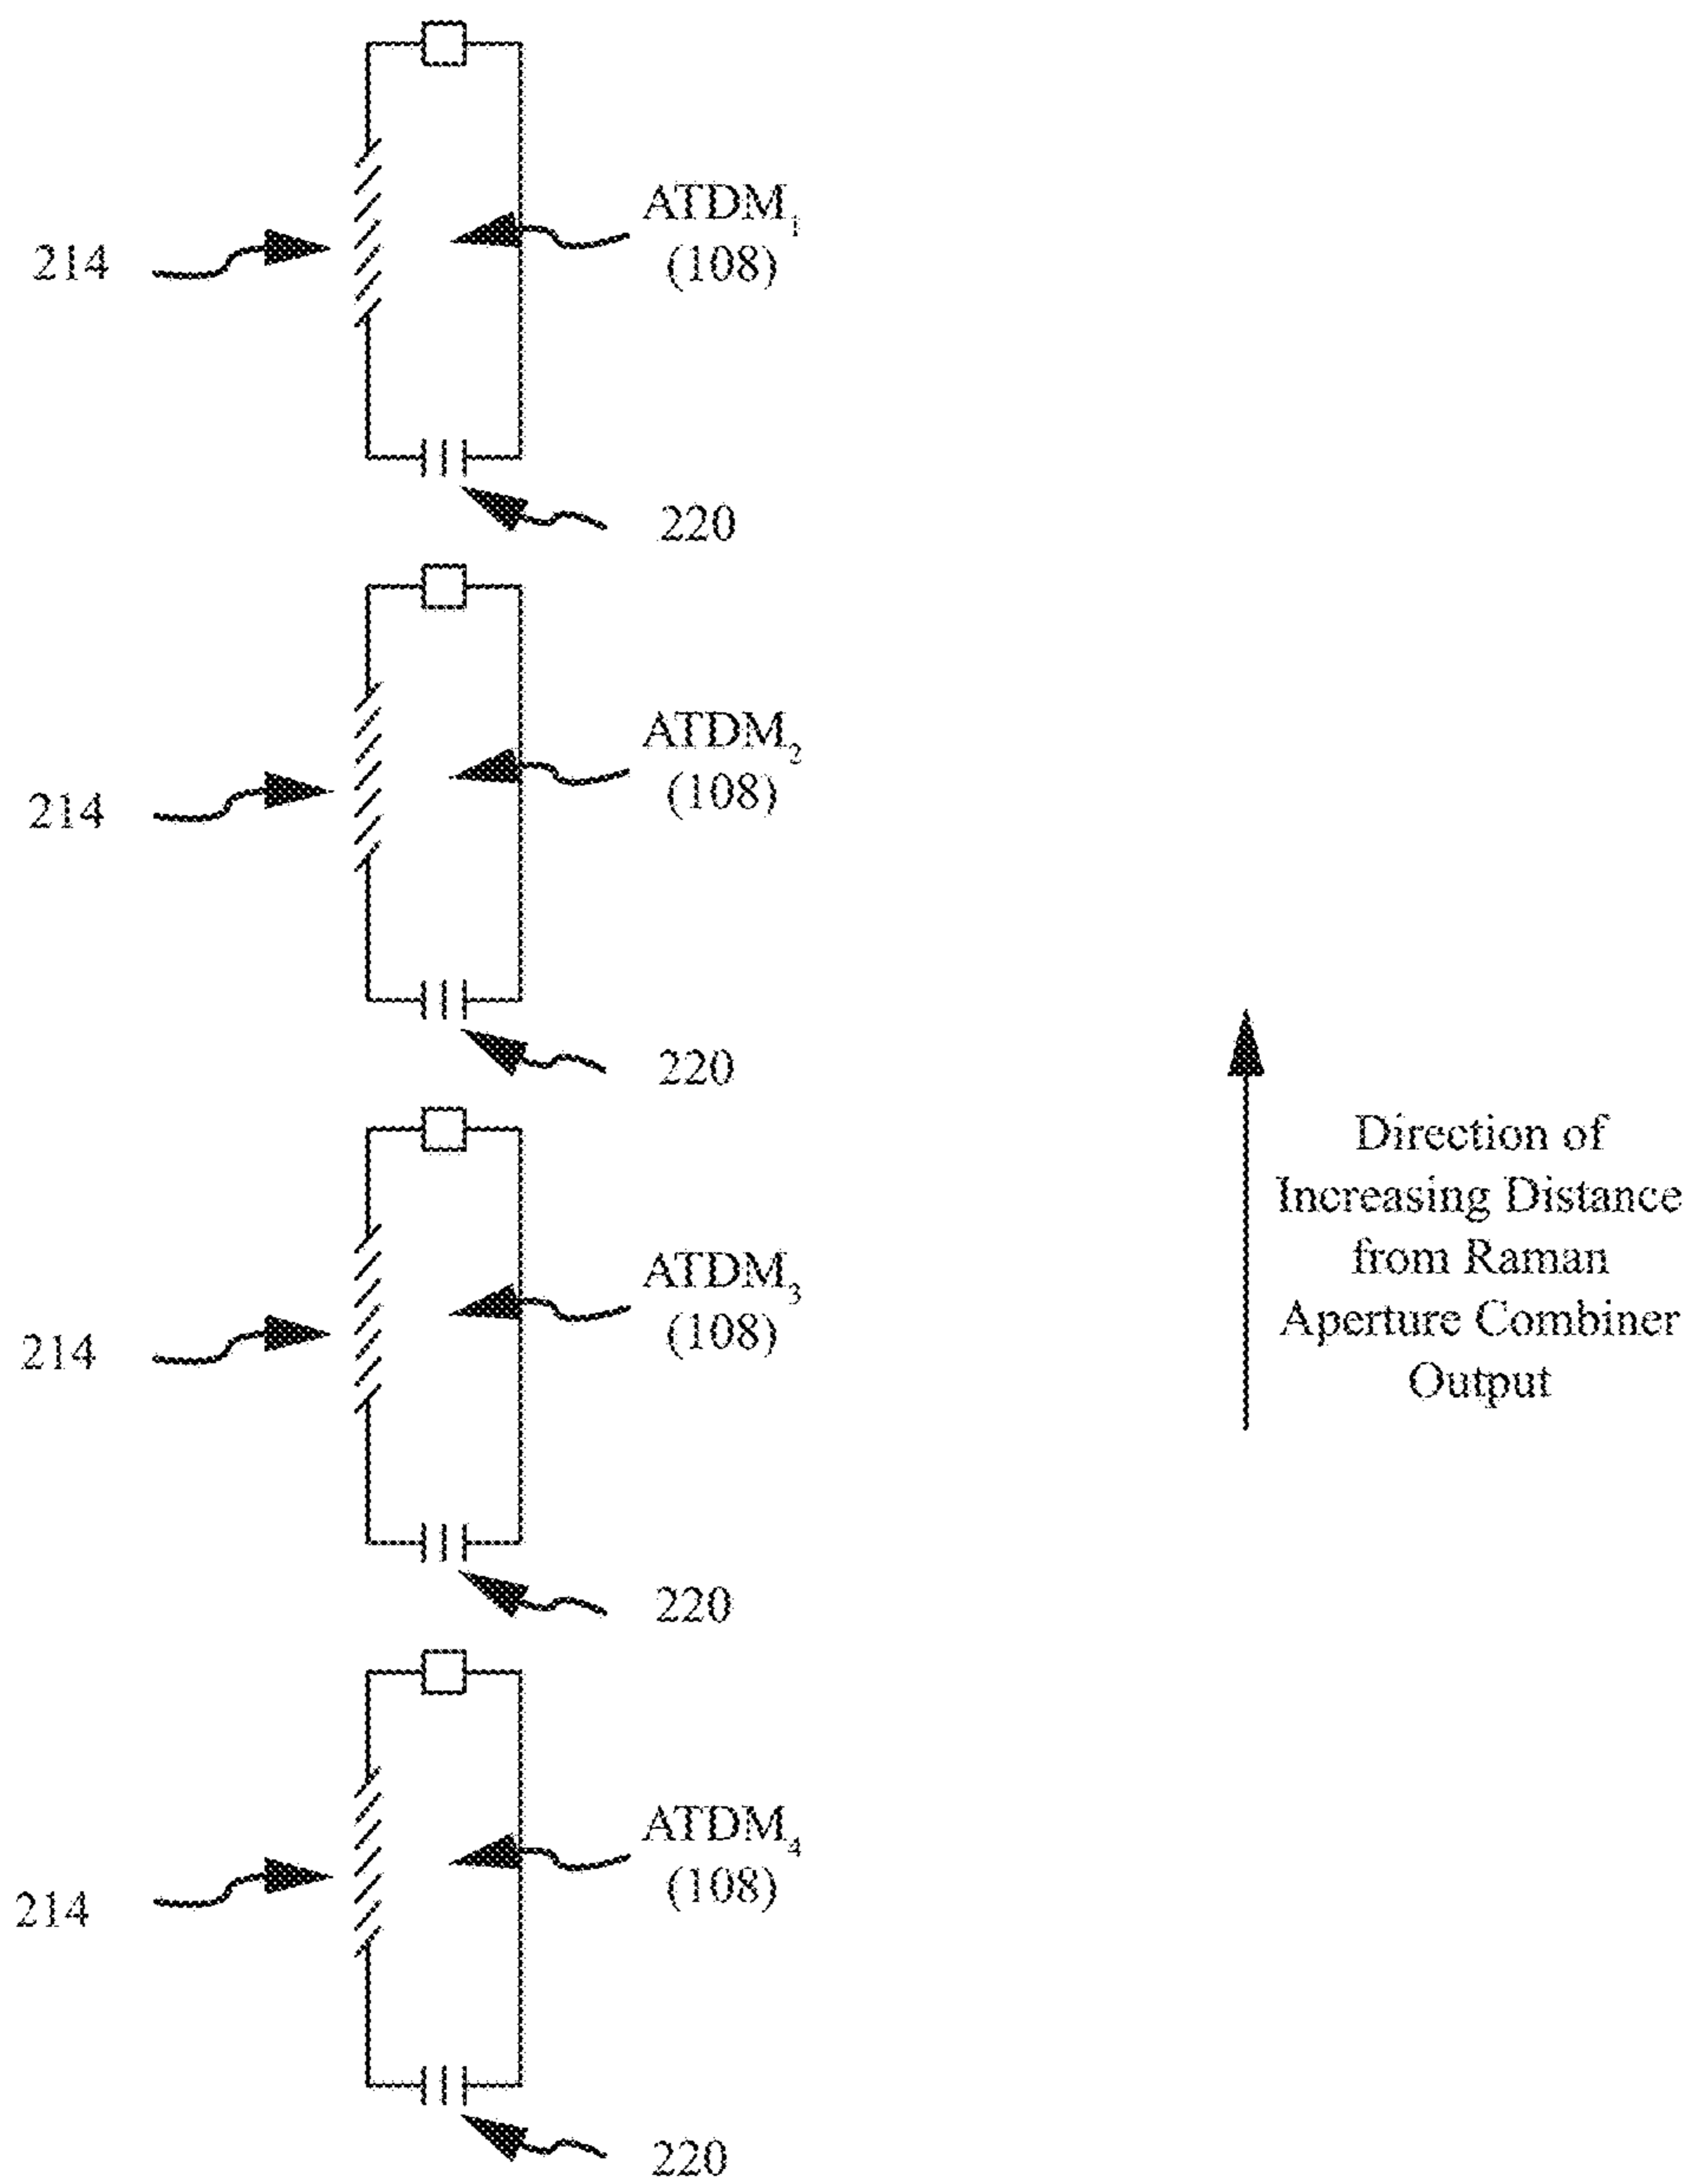 ATDM₁
(108)
214
220
ATDM₂
(108)
214
220
Direction of
Increasing Distance
from Raman
Aperture Combiner
Output
ATDM₃
(108)
214
220
ATDM₄
(108)
214
220